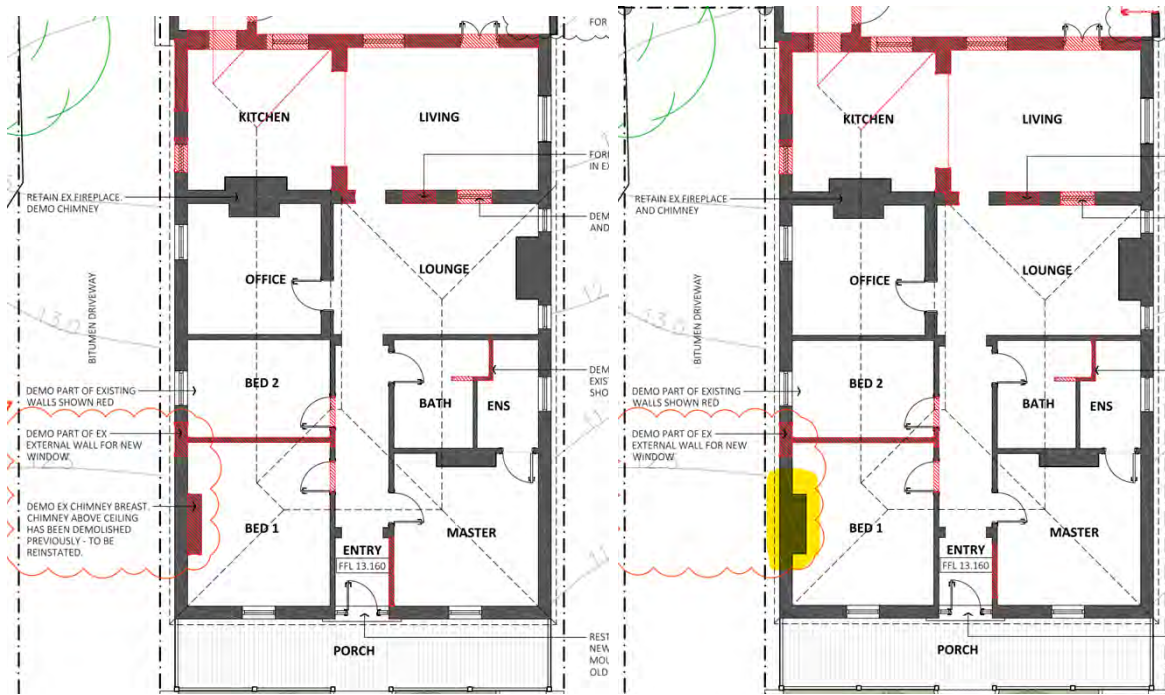 FOR
KITCHEN
LIVING
RETAIN EX FIREPLACE.
DEMO CHIMNEY
IN EX
DEM
AND
OFFICE
LOUNGE
BITUMEN DRIVEWAY
DEMO PART OF EXISTING
WALLS SHOWN RED
BED 2
BATH
ENS
DEM
EXIS
SHO
DEMO PART OF EX
EXTERNAL WALL FOR NEW
WINDOW
DEMO EX CHIMNEY BREAST.
CHIMNEY ABOVE CEILING
HAS BEEN DEMOLISHED
PREVIOUSLY - TO BE
REINSTATED.
BED 1
MASTER
ENTRY
FFL 13.160
PORCH
REST
NEW
MOU
OLD
KITCHEN
LIVING
RETAIN EX FIREPLACE
AND CHIMNEY
OFFICE
LOUNGE
BITUMEN DRIVEWAY
DEMO PART OF EXISTING
WALLS SHOWN RED
BED 2
BATH
ENS
DEMO PART OF EX
EXTERNAL WALL FOR NEW
WINDOW
BED 1
MASTER
ENTRY
FFL 13.160
PORCH